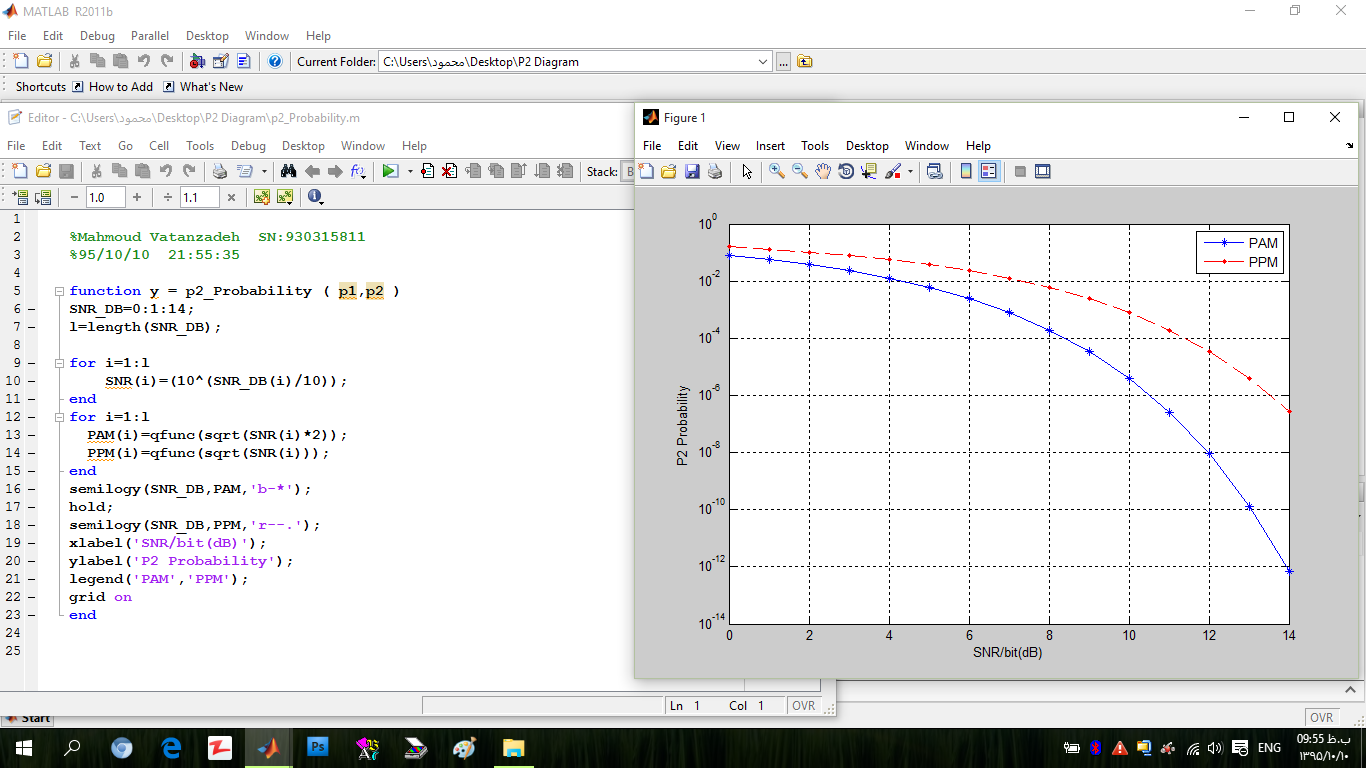 MATLAB R2011b
File Edit Debug Parallel Desktop Window Help
Current Folder: C:\Users\محمود\Desktop\P2 Diagram ...
Shortcuts How to Add What's New
Editor - C:\Users\محمود\Desktop\P2 Diagram\p2_Probability.m
File Edit Text Go Cell Tools Debug Desktop Window Help
Stack: B
− 1.0 + ÷ 1.1 ×
1
2 %Mahmoud Vatanzadeh SN:930315811
3 %95/10/10 21:55:35
4
5 function y = p2_Probability ( p1,p2 )
6 – SNR_DB=0:1:14;
7 – l=length(SNR_DB);
8
9 – for i=1:l
10 – SNR(i)=(10^(SNR_DB(i)/10));
11 – end
12 – for i=1:l
13 – PAM(i)=qfunc(sqrt(SNR(i)*2));
14 – PPM(i)=qfunc(sqrt(SNR(i)));
15 – end
16 – semilogy(SNR_DB,PAM,'b-*');
17 – hold;
18 – semilogy(SNR_DB,PPM,'r--.');
19 – xlabel('SNR/bit(dB)');
20 – ylabel('P2 Probability');
21 – legend('PAM','PPM');
22 – grid on
23 – end
24
25
Ln 1 Col 1 OVR
Figure 1
File Edit View Insert Tools Desktop Window Help
10^0
10^-2
10^-4
10^-6
10^-8
10^-10
10^-12
10^-14
P2 Probability
PAM
PPM
0 2 4 6 8 10 12 14
SNR/bit(dB)
Start
OVR
Ps
ENG
09:55 ب.ظ
۱۳۹۵/۱۰/۱۰